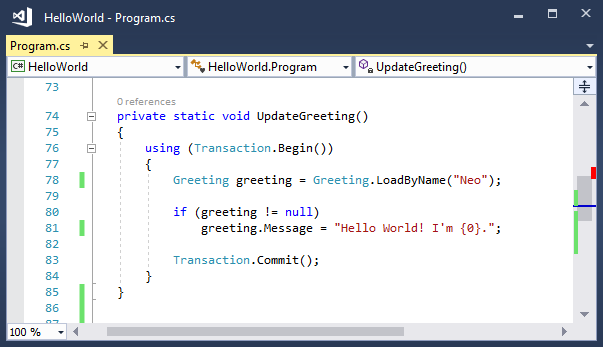 HelloWorld - Program.cs
Program.cs
C# HelloWorld HelloWorld.Program UpdateGreeting()
73
0 references
74 private static void UpdateGreeting()
75 {
76 using (Transaction.Begin())
77 {
78 Greeting greeting = Greeting.LoadByName("Neo");
79
80 if (greeting != null)
81 greeting.Message = "Hello World! I'm {0}.";
82
83 Transaction.Commit();
84 }
85 }
86
87
100 %